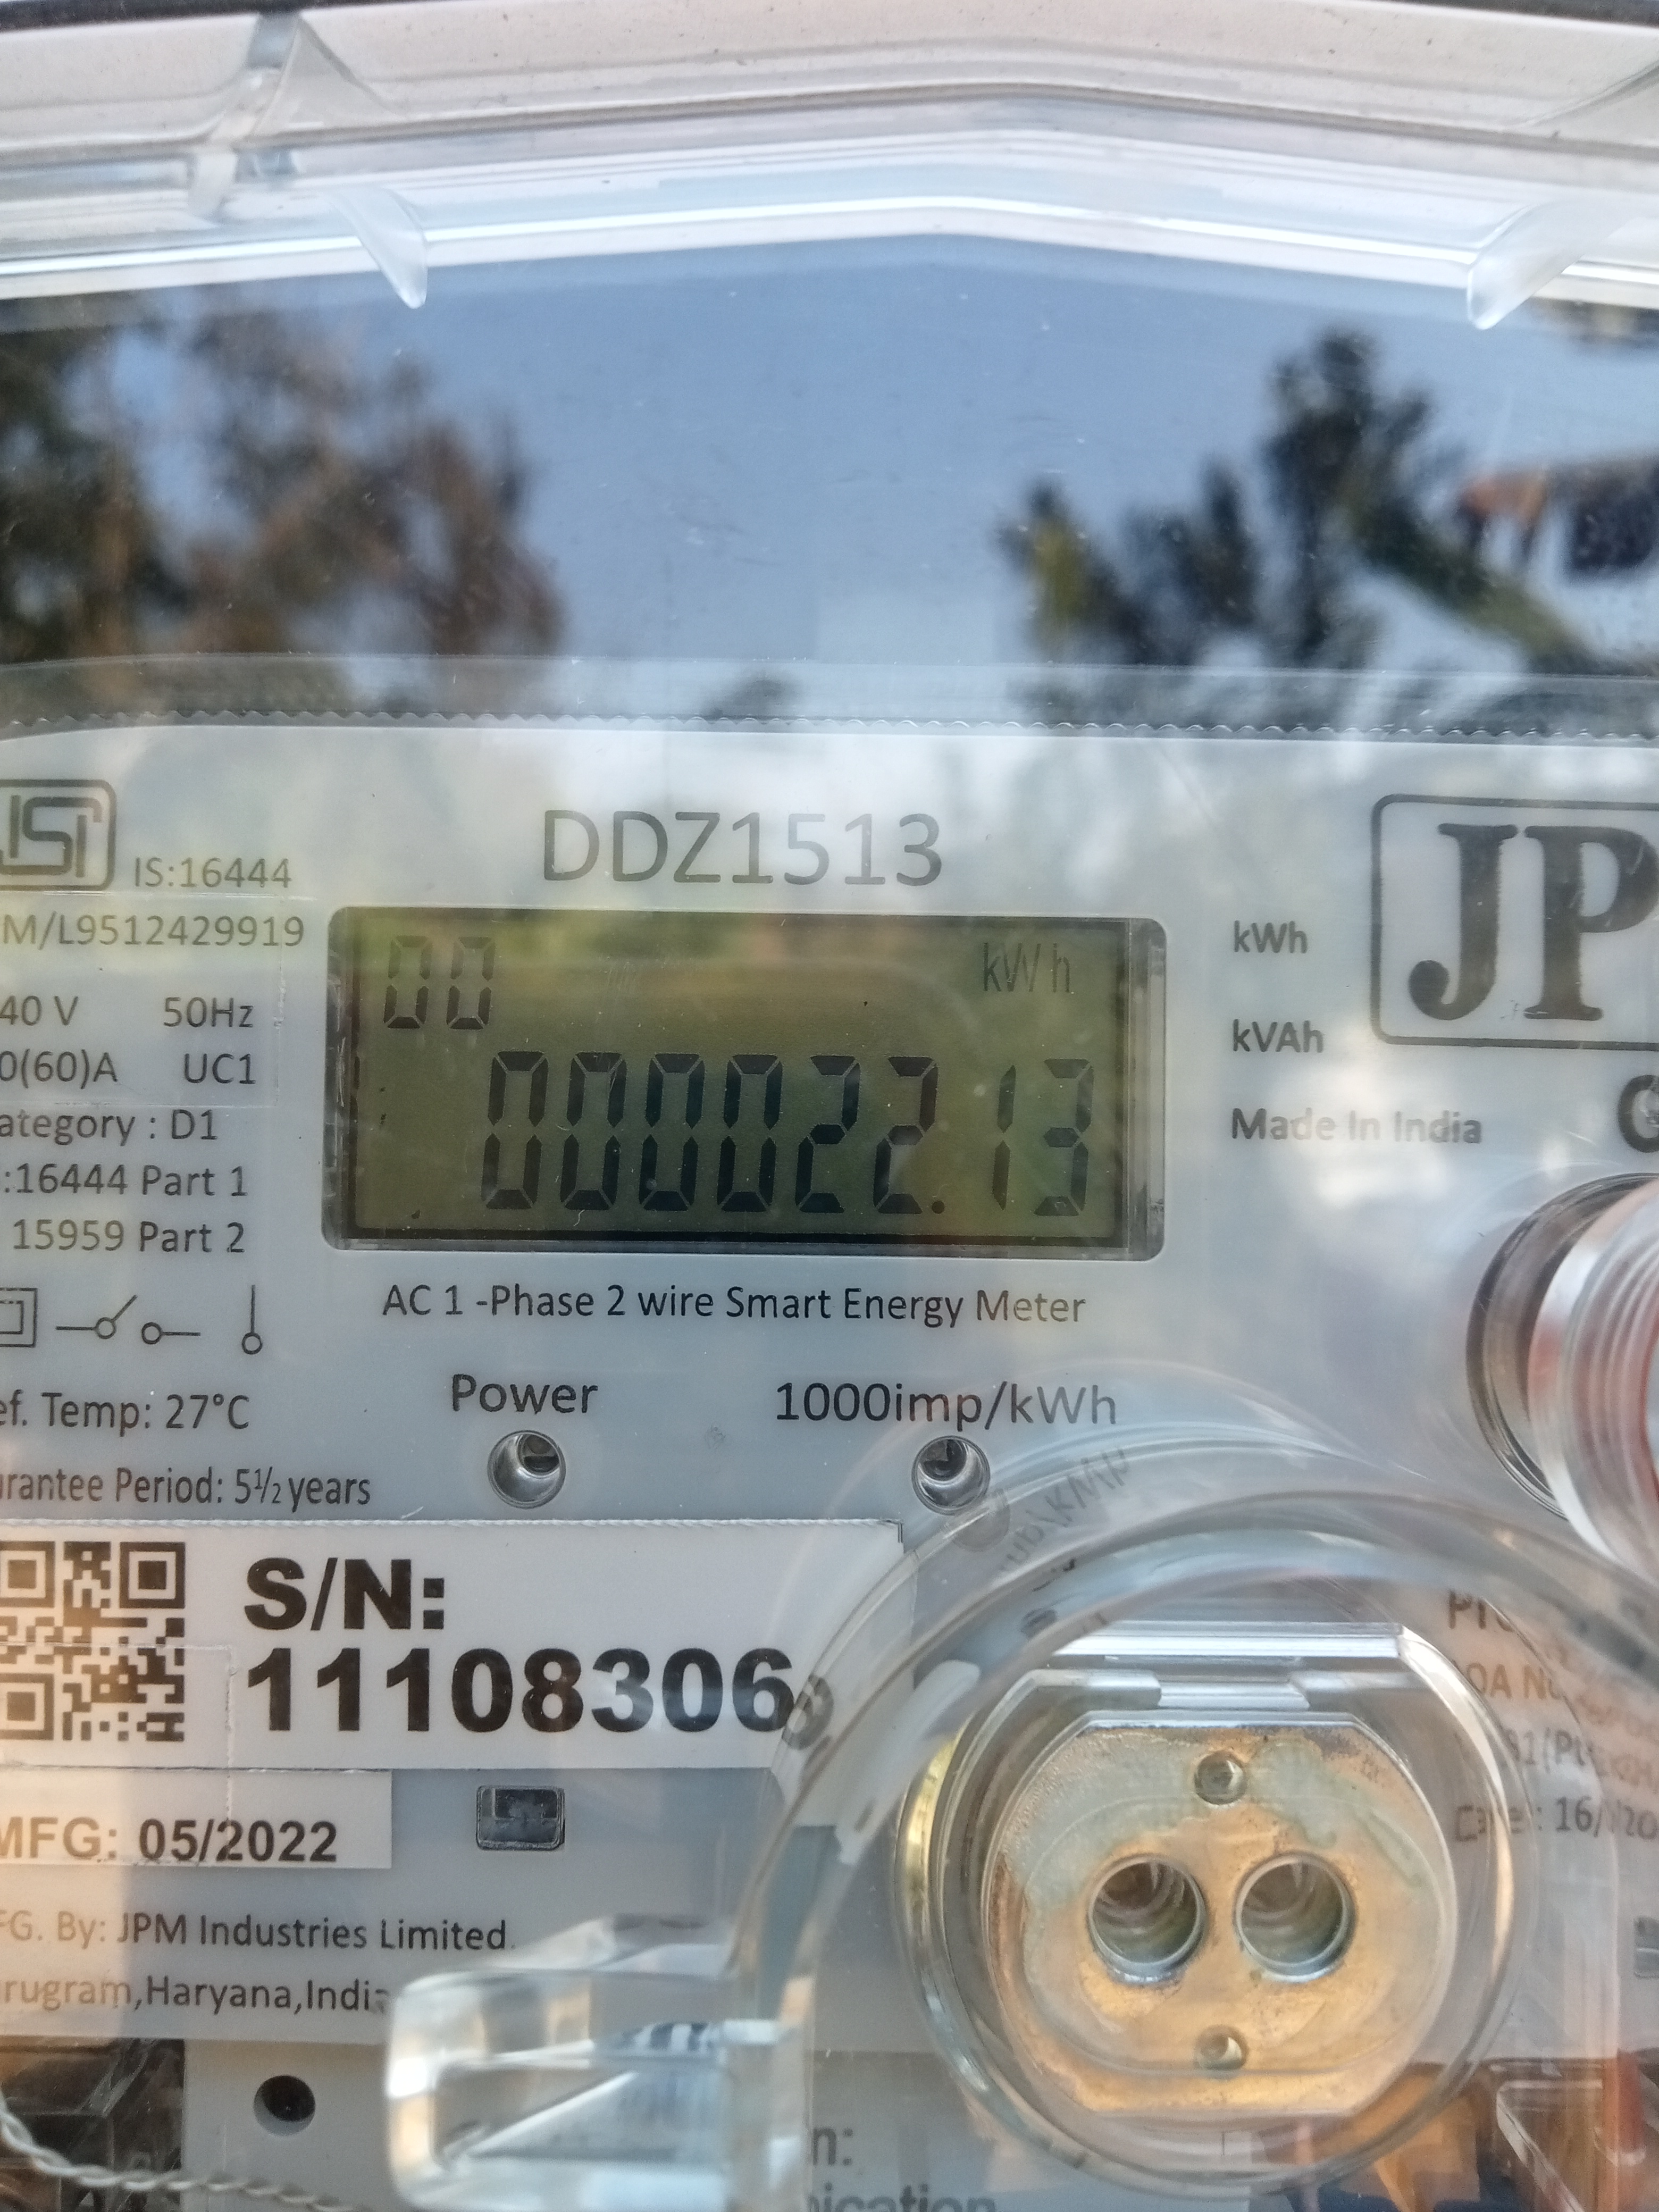 IS:16444
M/L9512429919
40 V 50Hz
0(60)A UC1
ategory : D1
:16444 Part 1
15959 Part 2
ef. Temp: 27°C
rantee Period: 5½ years
DDZ1513
00 kWh
000022.13
AC 1 -Phase 2 wire Smart Energy Meter
Power 1000imp/kWh
kWh
kVAh
Made In India
JP
S/N:
11108306
MFG: 05/2022
G. By: JPM Industries Limited.
rugram,Haryana,India